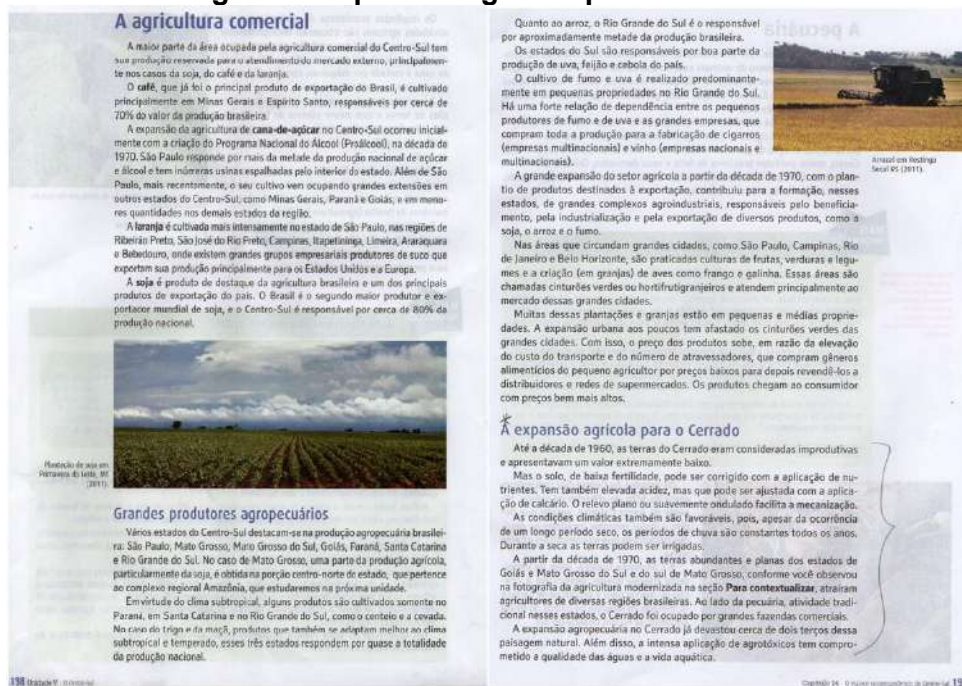 A agricultura comercial
A maior parte da área ocupada pela agricultura comercial do Centro-Sul tem
sua produção reservada para o atendimento do mercado externo, principalmen-
te nos casos da soja, do café e da laranja.
O café, que já foi o principal produto de exportação do Brasil, é cultivado
principalmente em Minas Gerais e Espírito Santo, responsáveis por cerca de
70% do valor da produção brasileira.
A expansão da agricultura de cana-de-açúcar no Centro-Sul ocorreu inicial-
mente com a criação do Programa Nacional do Álcool (Proálcool), na década de
1970. São Paulo responde por mais da metade da produção nacional de açúcar
e álcool e tem inúmeras usinas espalhadas pelo interior do estado. Além de São
Paulo, mais recentemente, o seu cultivo vem ocupando grandes extensões em
outros estados do Centro-Sul, como Minas Gerais, Paraná e Goiás, e em meno-
res quantidades nos demais estados da região.
A laranja é cultivada mais intensamente no estado de São Paulo, nas regiões de
Ribeirão Preto, São José do Rio Preto, Campinas, Itapetininga, Limeira, Araraquara
e Bebedouro, onde existem grandes grupos empresariais produtores de suco que
exportam sua produção principalmente para os Estados Unidos e a Europa.
A soja é produto de destaque da agricultura brasileira e um dos principais
produtos de exportação do país. O Brasil é o segundo maior produtor e ex-
portador mundial de soja, e o Centro-Sul é responsável por cerca de 80% da
produção nacional.
Plantação de soja em
Primavera do Leste, MT
(2011).
Grandes produtores agropecuários
Vários estados do Centro-Sul destacam-se na produção agropecuária brasilei-
ra: São Paulo, Mato Grosso, Mato Grosso do Sul, Goiás, Paraná, Santa Catarina
e Rio Grande do Sul. No caso de Mato Grosso, uma parte da produção agrícola,
particularmente da soja, é obtida na porção centro-norte do estado, que pertence
ao complexo regional Amazônia, que estudaremos na próxima unidade.
Em virtude do clima subtropical, alguns produtos são cultivados somente no
Paraná, em Santa Catarina e no Rio Grande do Sul, como o centeio e a cevada.
No caso do trigo e da maçã, produtos que também se adaptam melhor ao clima
subtropical e temperado, esses três estados respondem por quase a totalidade
da produção nacional.
198 Unidade V
Quanto ao arroz, o Rio Grande do Sul é o responsável
por aproximadamente metade da produção brasileira.
Os estados do Sul são responsáveis por boa parte da
produção de uva, feijão e cebola do país.
O cultivo de fumo e uva é realizado predominante-
mente em pequenas propriedades no Rio Grande do Sul.
Há uma forte relação de dependência entre os pequenos
produtores de fumo e de uva e as grandes empresas, que
compram toda a produção para a fabricação de cigarros
(empresas multinacionais) e vinho (empresas nacionais e
multinacionais).
Arrozal em Restinga
Seca, RS (2011).
A grande expansão do setor agrícola a partir da década de 1970, com o plan-
tio de produtos destinados à exportação, contribuiu para a formação, nesses
estados, de grandes complexos agroindustriais, responsáveis pelo beneficia-
mento, pela industrialização e pela exportação de diversos produtos, como a
soja, o arroz e o fumo.
Nas áreas que circundam grandes cidades, como São Paulo, Campinas, Rio
de Janeiro e Belo Horizonte, são praticadas culturas de frutas, verduras e legu-
mes e a criação (em granjas) de aves como frango e galinha. Essas áreas são
chamadas cinturões verdes ou hortifrutigranjeiros e atendem principalmente ao
mercado dessas grandes cidades.
Muitas dessas plantações e granjas estão em pequenas e médias proprie-
dades. A expansão urbana aos poucos tem afastado os cinturões verdes das
grandes cidades. Com isso, o preço dos produtos sobe, em razão da elevação
do custo do transporte e do número de atravessadores, que compram gêneros
alimentícios do pequeno agricultor por preços baixos para depois revendê-los a
distribuidores e redes de supermercados. Os produtos chegam ao consumidor
com preços bem mais altos.
A expansão agrícola para o Cerrado
Até a década de 1960, as terras do Cerrado eram consideradas improdutivas
e apresentavam um valor extremamente baixo.
Mas o solo, de baixa fertilidade, pode ser corrigido com a aplicação de nu-
trientes. Tem também elevada acidez, mas que pode ser ajustada com a aplica-
ção de calcário. O relevo plano ou suavemente ondulado facilita a mecanização.
As condições climáticas também são favoráveis, pois, apesar da ocorrência
de um longo período seco, os períodos de chuva são constantes todos os anos.
Durante a seca as terras podem ser irrigadas.
A partir da década de 1970, as terras abundantes e planas dos estados de
Goiás e Mato Grosso do Sul e do sul de Mato Grosso, conforme você observou
na fotografia da agricultura modernizada na seção Para contextualizar, atraíram
agricultores de diversas regiões brasileiras. Ao lado da pecuária, atividade tradi-
cional nesses estados, o Cerrado foi ocupado por grandes fazendas comerciais.
A expansão agropecuária no Cerrado já devastou cerca de dois terços dessa
paisagem natural. Além disso, a intensa aplicação de agrotóxicos tem compro-
metido a qualidade das águas e a vida aquática.